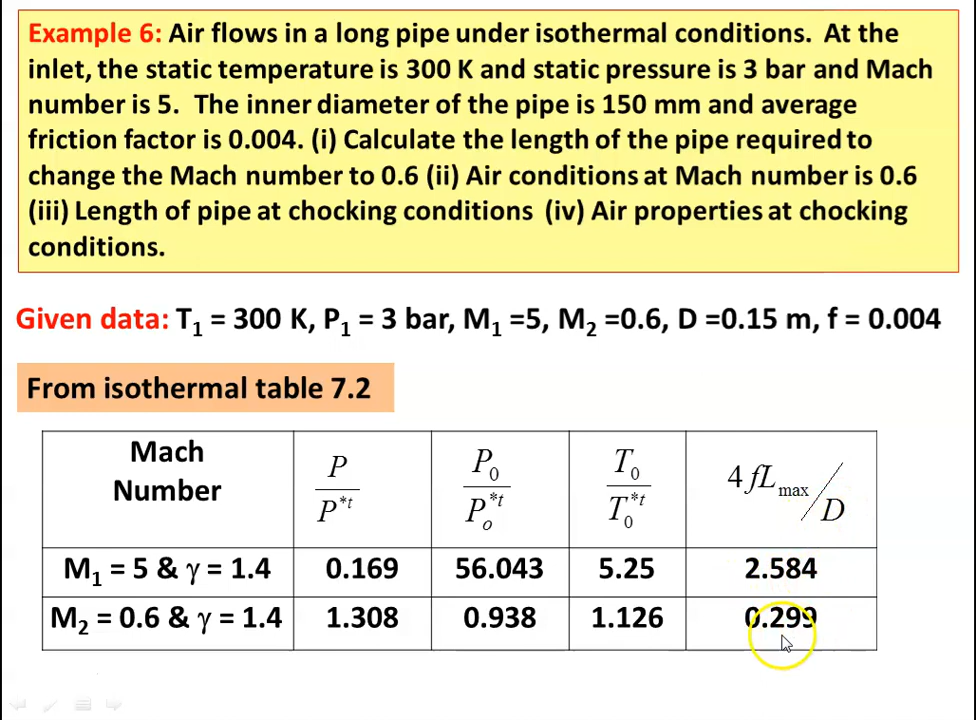 Example 6: Air flows in a long pipe under isothermal conditions. At the
inlet, the static temperature is 300 K and static pressure is 3 bar and Mach
number is 5. The inner diameter of the pipe is 150 mm and average
friction factor is 0.004. (i) Calculate the length of the pipe required to
change the Mach number to 0.6 (ii) Air conditions at Mach number is 0.6
(iii) Length of pipe at chocking conditions (iv) Air properties at chocking
conditions.
Given data: T₁ = 300 K, P₁ = 3 bar, M₁ =5, M₂ =0.6, D =0.15 m, f = 0.004
From isothermal table 7.2
Mach Number P/P*ᵗ P₀/Pₒ*ᵗ T₀/T₀*ᵗ 4 fL max/D
M₁ = 5 & γ = 1.4 0.169 56.043 5.25 2.584
M₂ = 0.6 & γ = 1.4 1.308 0.938 1.126 0.299